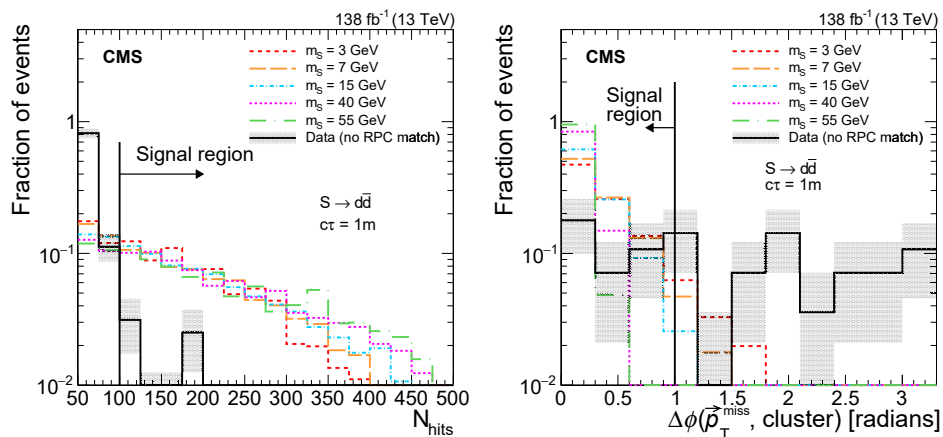 138 fb⁻¹ (13 TeV)
CMS
m_S = 3 GeV
m_S = 7 GeV
m_S = 15 GeV
m_S = 40 GeV
m_S = 55 GeV
Data (no RPC match)
Signal region
S → dd̅
cτ = 1m
Fraction of events
1
10⁻¹
10⁻²
50 100 150 200 250 300 350 400 450 500
N_hits
138 fb⁻¹ (13 TeV)
CMS
m_S = 3 GeV
m_S = 7 GeV
m_S = 15 GeV
m_S = 40 GeV
m_S = 55 GeV
Data (no RPC match)
Signal
region
S → dd̅
cτ = 1m
Fraction of events
1
10⁻¹
10⁻²
0 0.5 1 1.5 2 2.5 3
Δϕ(p⃗_T^miss, cluster) [radians]